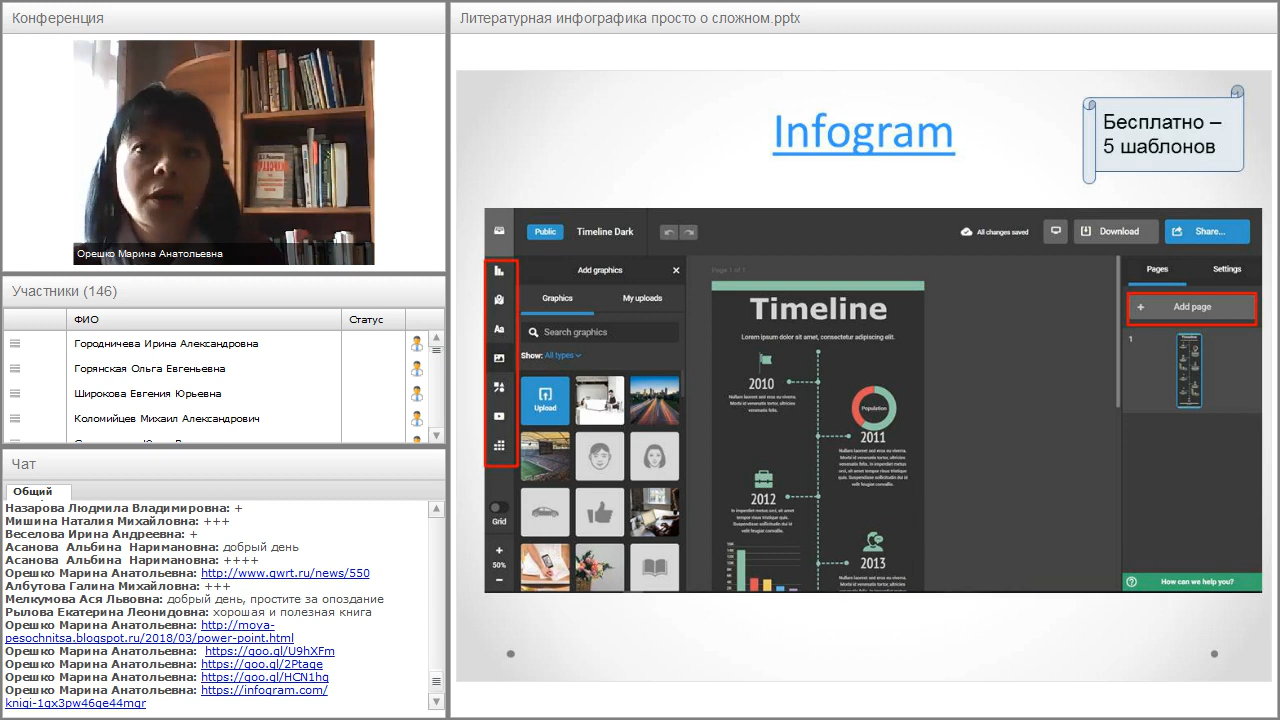 Конференция
Орешко Марина Анатольевна
Участники (146)
ФИО
Статус
Горбачева Ирина Александровна
Горянская Ольга Евгеньевна
Широкова Евгения Юрьевна
Коломийцев Михаил Александрович
Чат
Общий
Назарова Людмила Владимировна: +
Мишина Наталия Михайловна: +++
Веселова Ирина Андреевна: +
Асанова Альбина Наримановна: добрый день
Асанова Альбина Наримановна: ++++
Орешко Марина Анатольевна: http://www.gwrt.ru/news/550
Албутова Галина Михайловна: +++
Мелкумова Ася Львовна: добрый день, простите за опоздание
Рылова Екатерина Леонидовна: хорошая и полезная книга
Орешко Марина Анатольевна: http://moya-
pesochnitsa.blogspot.ru/2018/03/power-point.html
Орешко Марина Анатольевна: https://goo.gl/U9hXFm
Орешко Марина Анатольевна: https://goo.gl/2Ptage
Орешко Марина Анатольевна: https://goo.gl/HCN1hg
Орешко Марина Анатольевна: https://infogram.com/
knigi-1gx3pw46ge44mgr
Литературная инфографика просто о сложном.pptx
Infogram
Бесплатно –
5 шаблонов
Public
Timeline Dark
All changes saved
Download
Share...
Add graphics
Graphics
My uploads
Search graphics
Show: All types
Upload
Aa
Grid
50%
Page 1 of 1
Timeline
Lorem ipsum dolor sit amet, consectetur adipiscing elit.
2010
Population
2011
2012
2013
Pages
Settings
+ Add page
1
How can we help you?